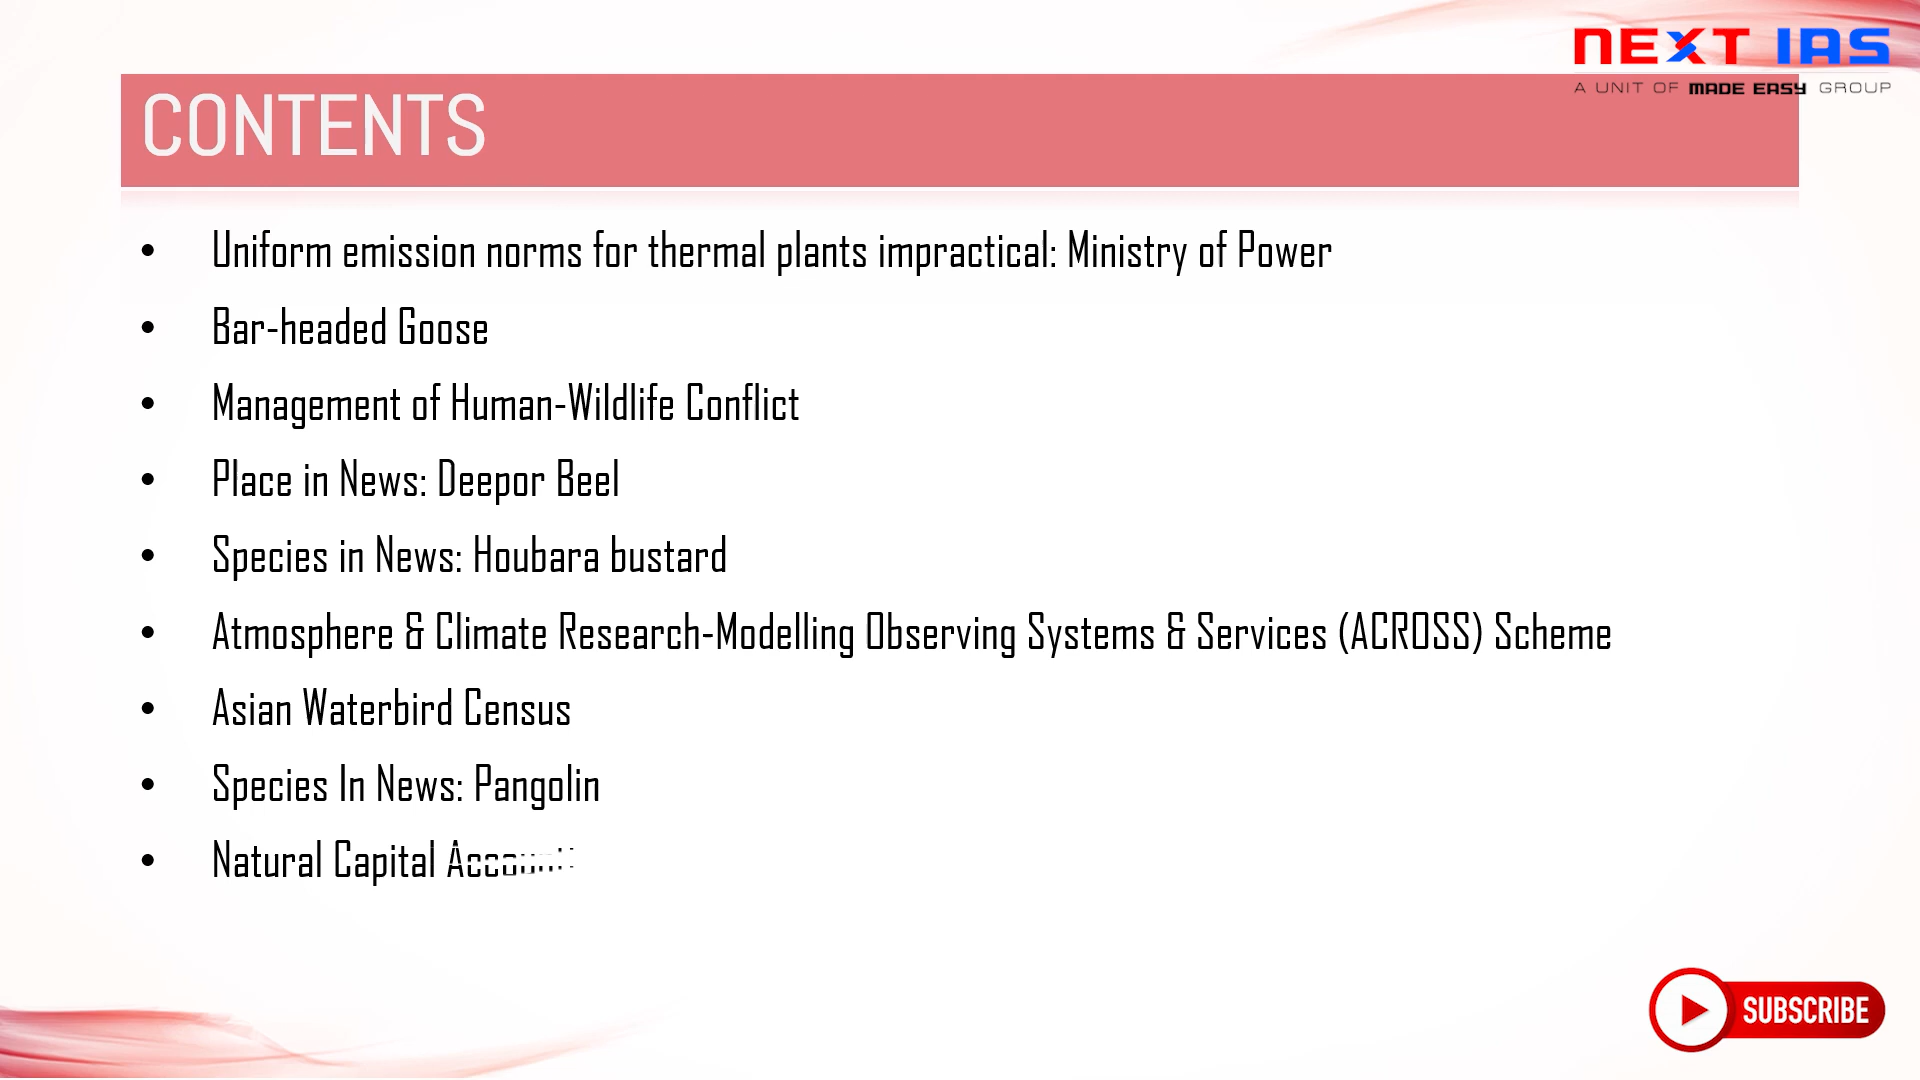 NEXT IAS
A UNIT OF MADE EASY GROUP
CONTENTS
• Uniform emission norms for thermal plants impractical: Ministry of Power
• Bar-headed Goose
• Management of Human-Wildlife Conflict
• Place in News: Deepor Beel
• Species in News: Houbara bustard
• Atmosphere & Climate Research-Modelling Observing Systems & Services (ACROSS) Scheme
• Asian Waterbird Census
• Species In News: Pangolin
• Natural Capital
SUBSCRIBE